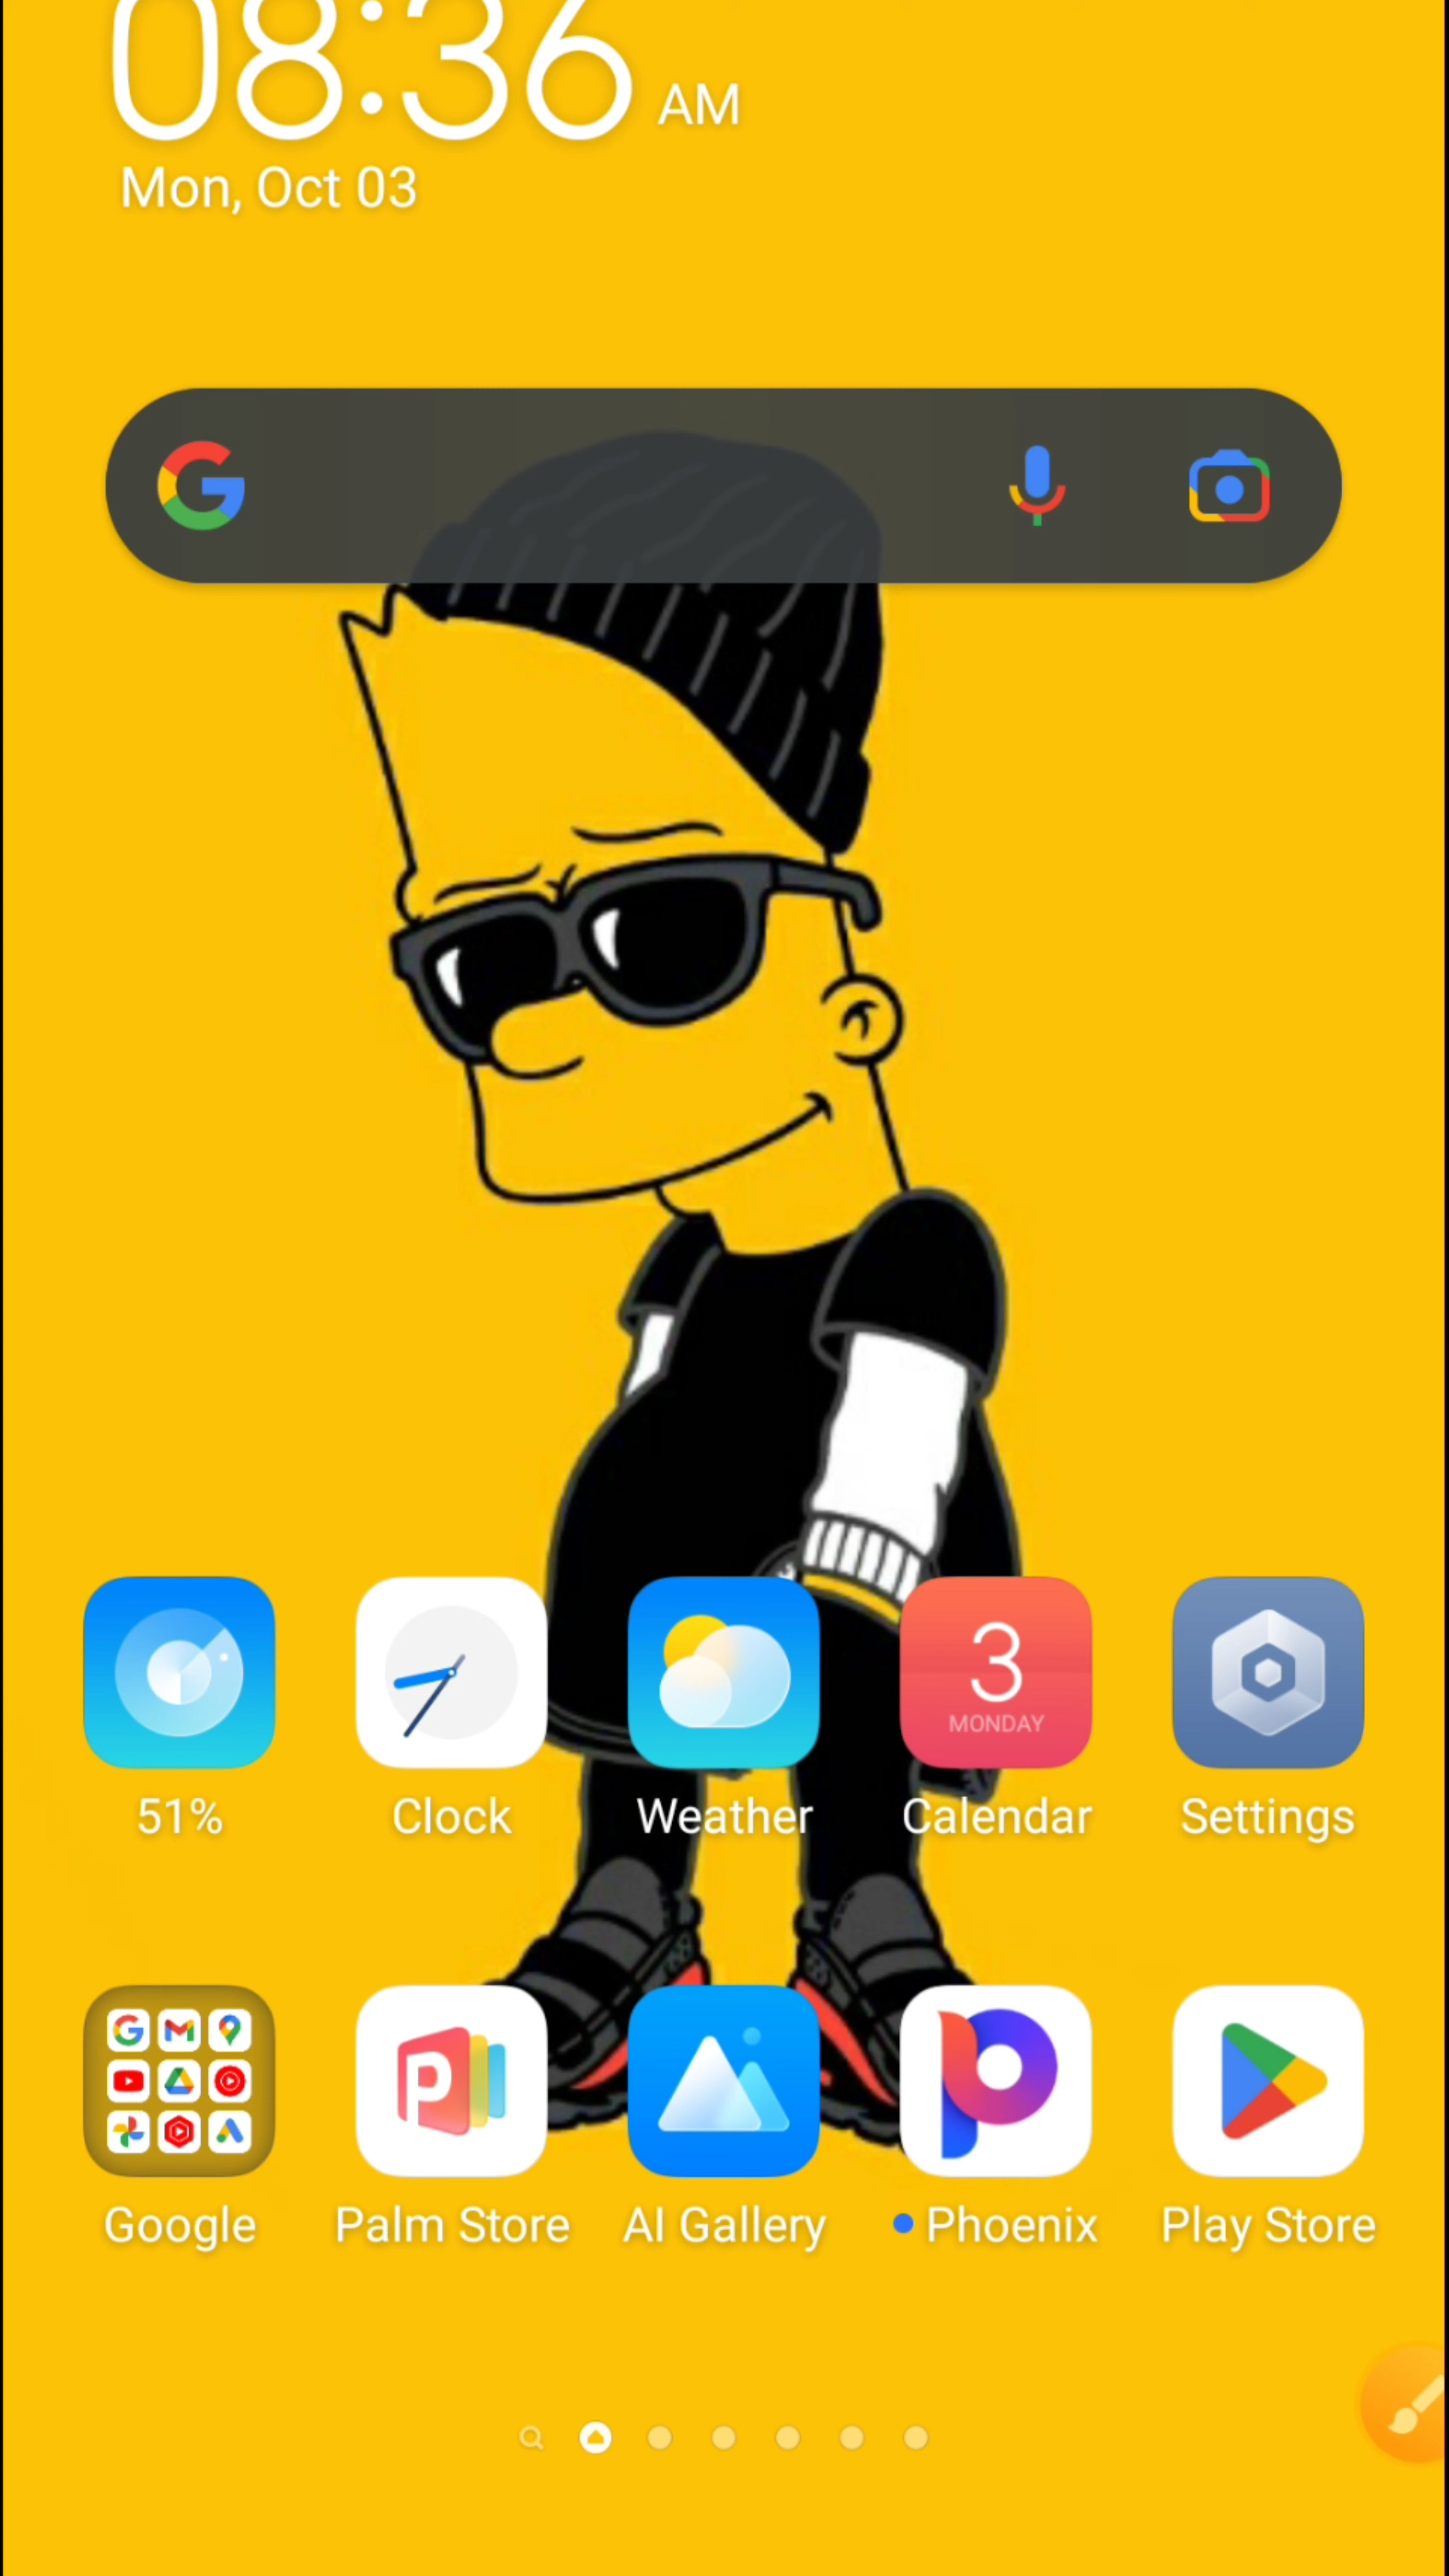 08:36 AM
Mon, Oct 03
3
MONDAY
51% Clock Weather Calendar Settings
Google Palm Store AI Gallery Phoenix Play Store